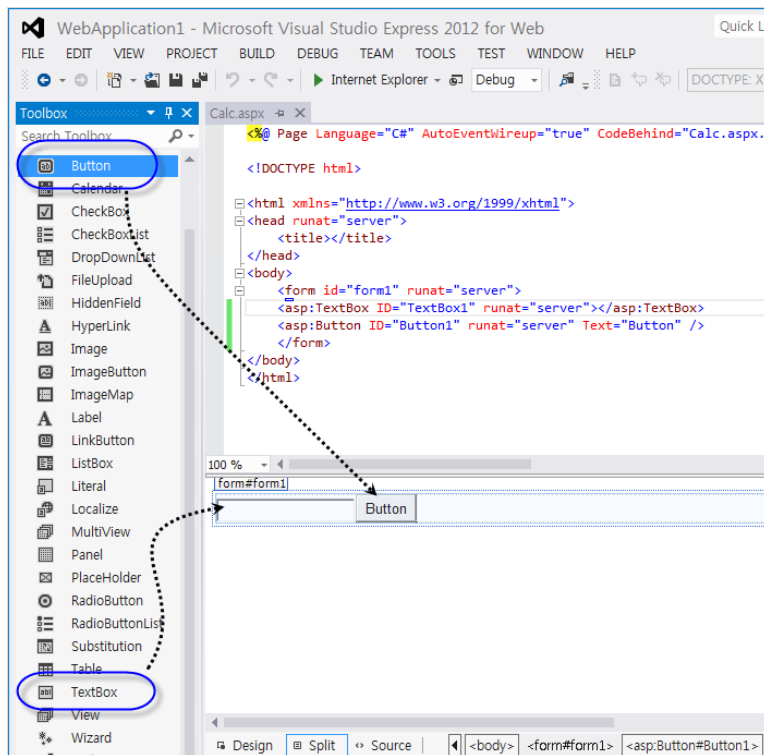 WebApplication1 - Microsoft Visual Studio Express 2012 for Web
Quick L
FILE EDIT VIEW PROJECT BUILD DEBUG TEAM TOOLS TEST WINDOW HELP
Internet Explorer Debug DOCTYPE: X
Toolbox
Search Toolbox
Button
Calendar
CheckBox
CheckBoxList
DropDownList
FileUpload
HiddenField
HyperLink
Image
ImageButton
ImageMap
Label
LinkButton
ListBox
Literal
Localize
MultiView
Panel
PlaceHolder
RadioButton
RadioButtonList
Substitution
Table
TextBox
View
Wizard
Calc.aspx
<%@ Page Language="C#" AutoEventWireup="true" CodeBehind="Calc.aspx.
<!DOCTYPE html>
<html xmlns="http://www.w3.org/1999/xhtml">
<head runat="server">
<title></title>
</head>
<body>
<form id="form1" runat="server">
<asp:TextBox ID="TextBox1" runat="server"></asp:TextBox>
<asp:Button ID="Button1" runat="server" Text="Button" />
</form>
</body>
</html>
100 %
form#form1
Button
Design Split Source <body> <form#form1> <asp:Button#Button1>